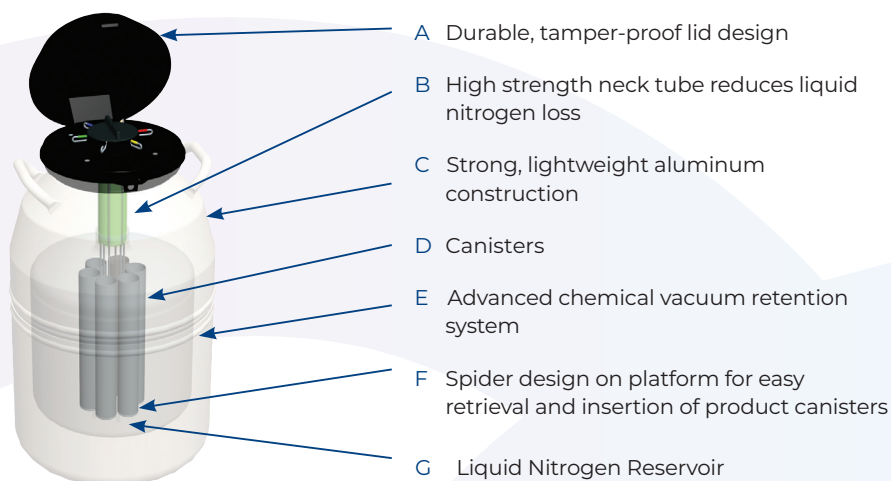 A Durable, tamper-proof lid design
B High strength neck tube reduces liquid
nitrogen loss
C Strong, lightweight aluminum
construction
D Canisters
E Advanced chemical vacuum retention
system
F Spider design on platform for easy
retrieval and insertion of product canisters
G Liquid Nitrogen Reservoir